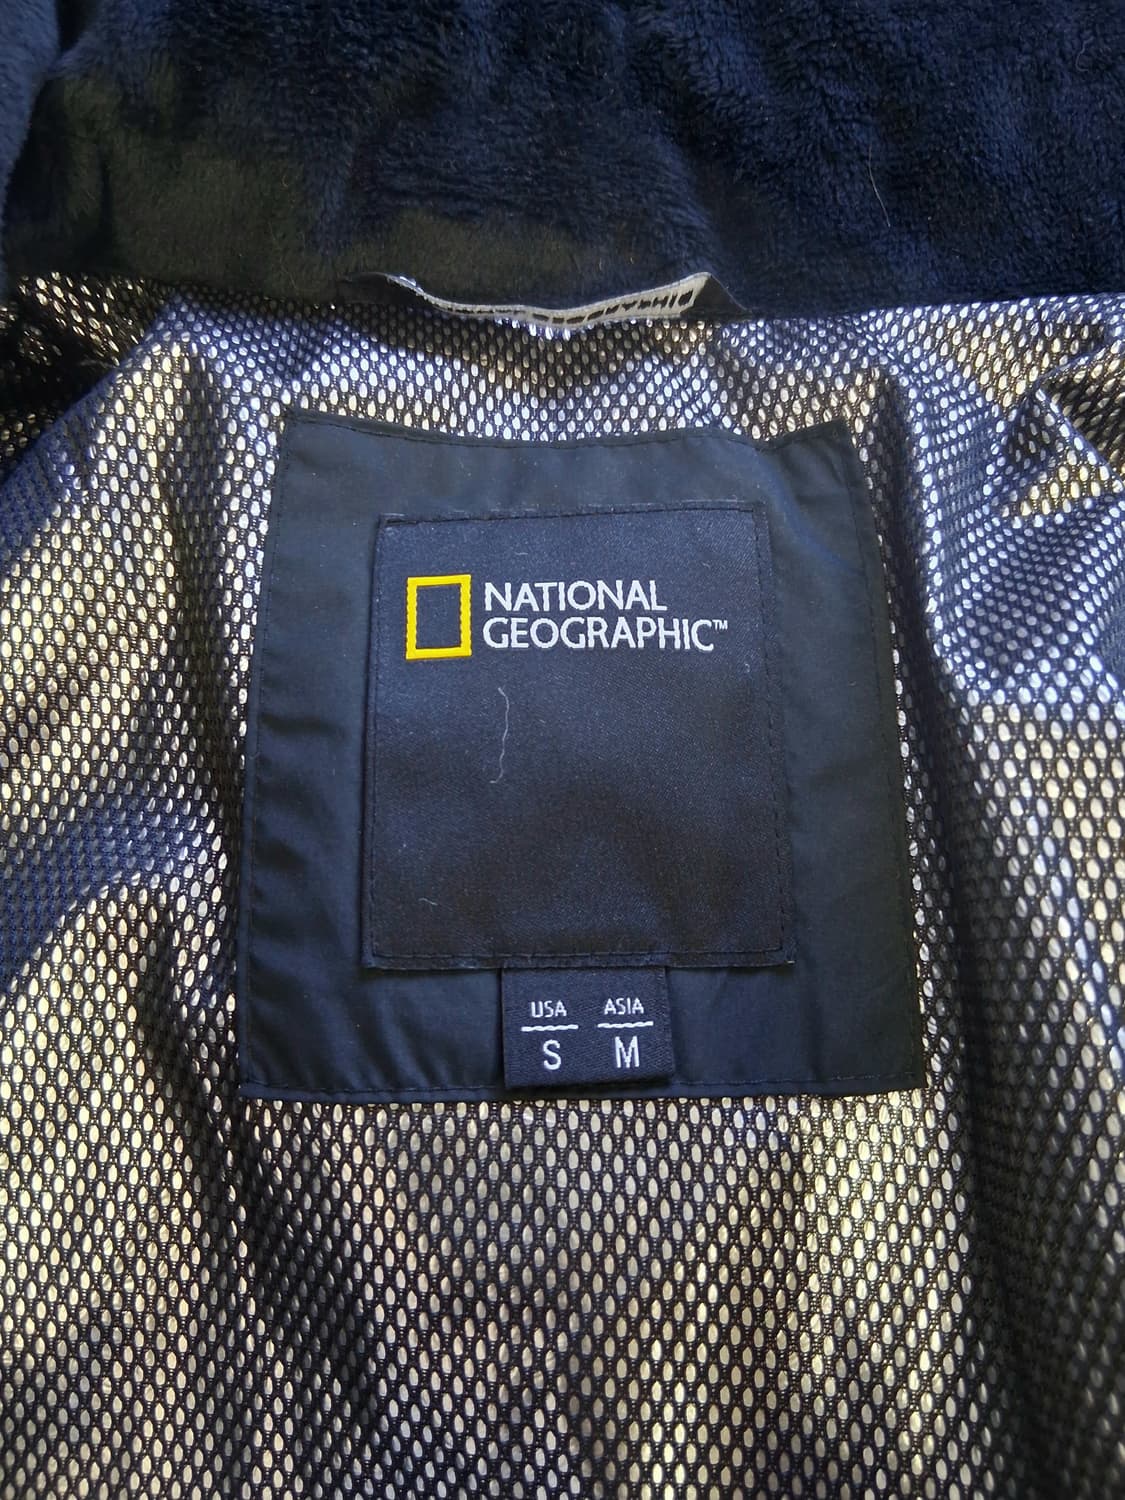 NATIONAL
GEOGRAPHIC™
USA ASIA
S M